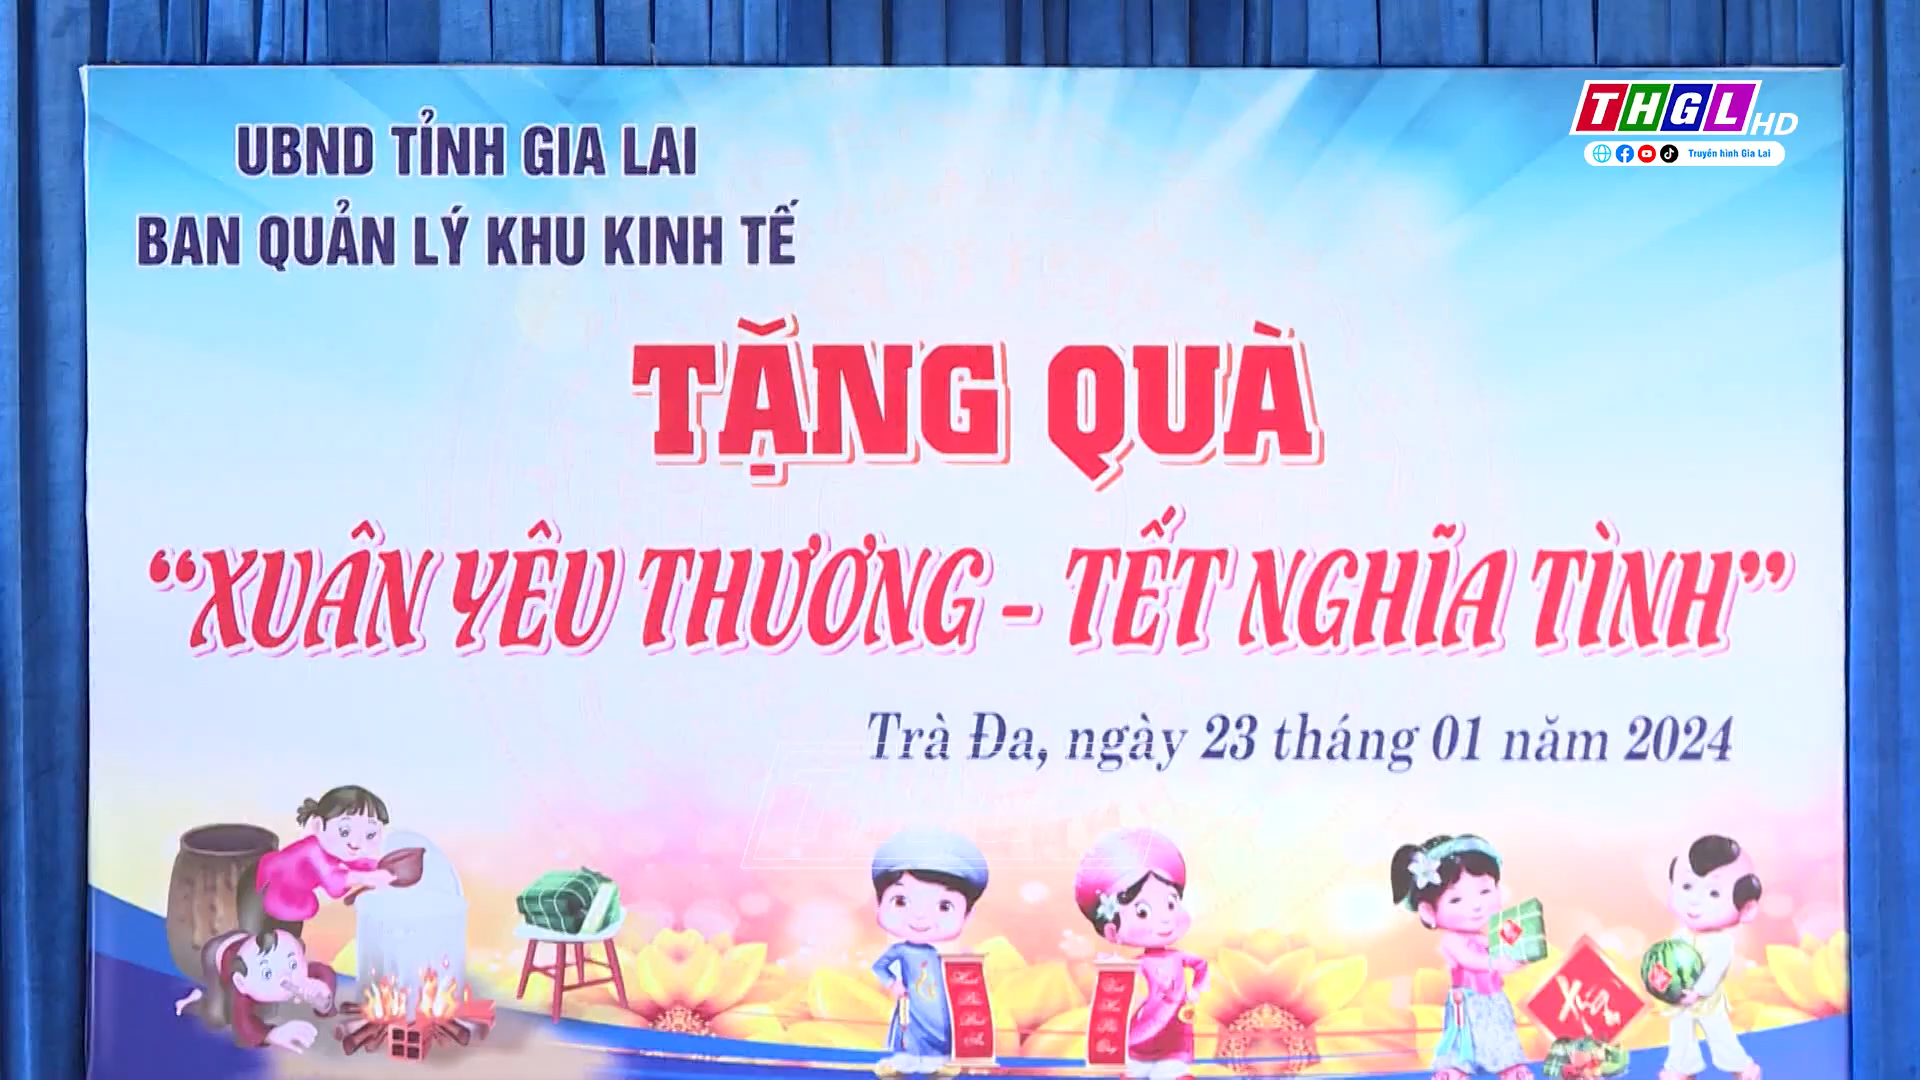 UBND TỈNH GIA LAI
BAN QUẢN LÝ KHU KINH TẾ
THGL HD
Truyền hình Gia Lai
TẶNG QUÀ
“XUÂN YÊU THƯƠNG - TẾT NGHĨA TÌNH”
Trà Đa, ngày 23 tháng 01 năm 2024
Xuân